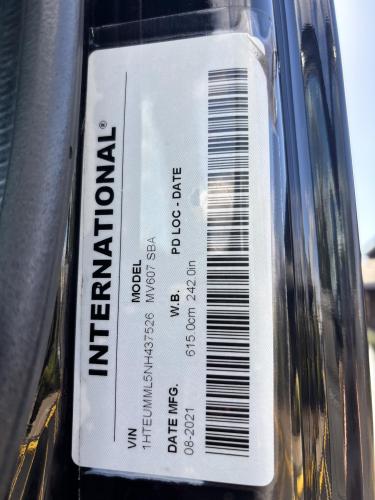 INTERNATIONAL®
VIN MODEL
1HTEUMML5NH437526 MV607 SBA
DATE MFG. W.B. PD LOC - DATE
08-2021 615.0cm 242.0in